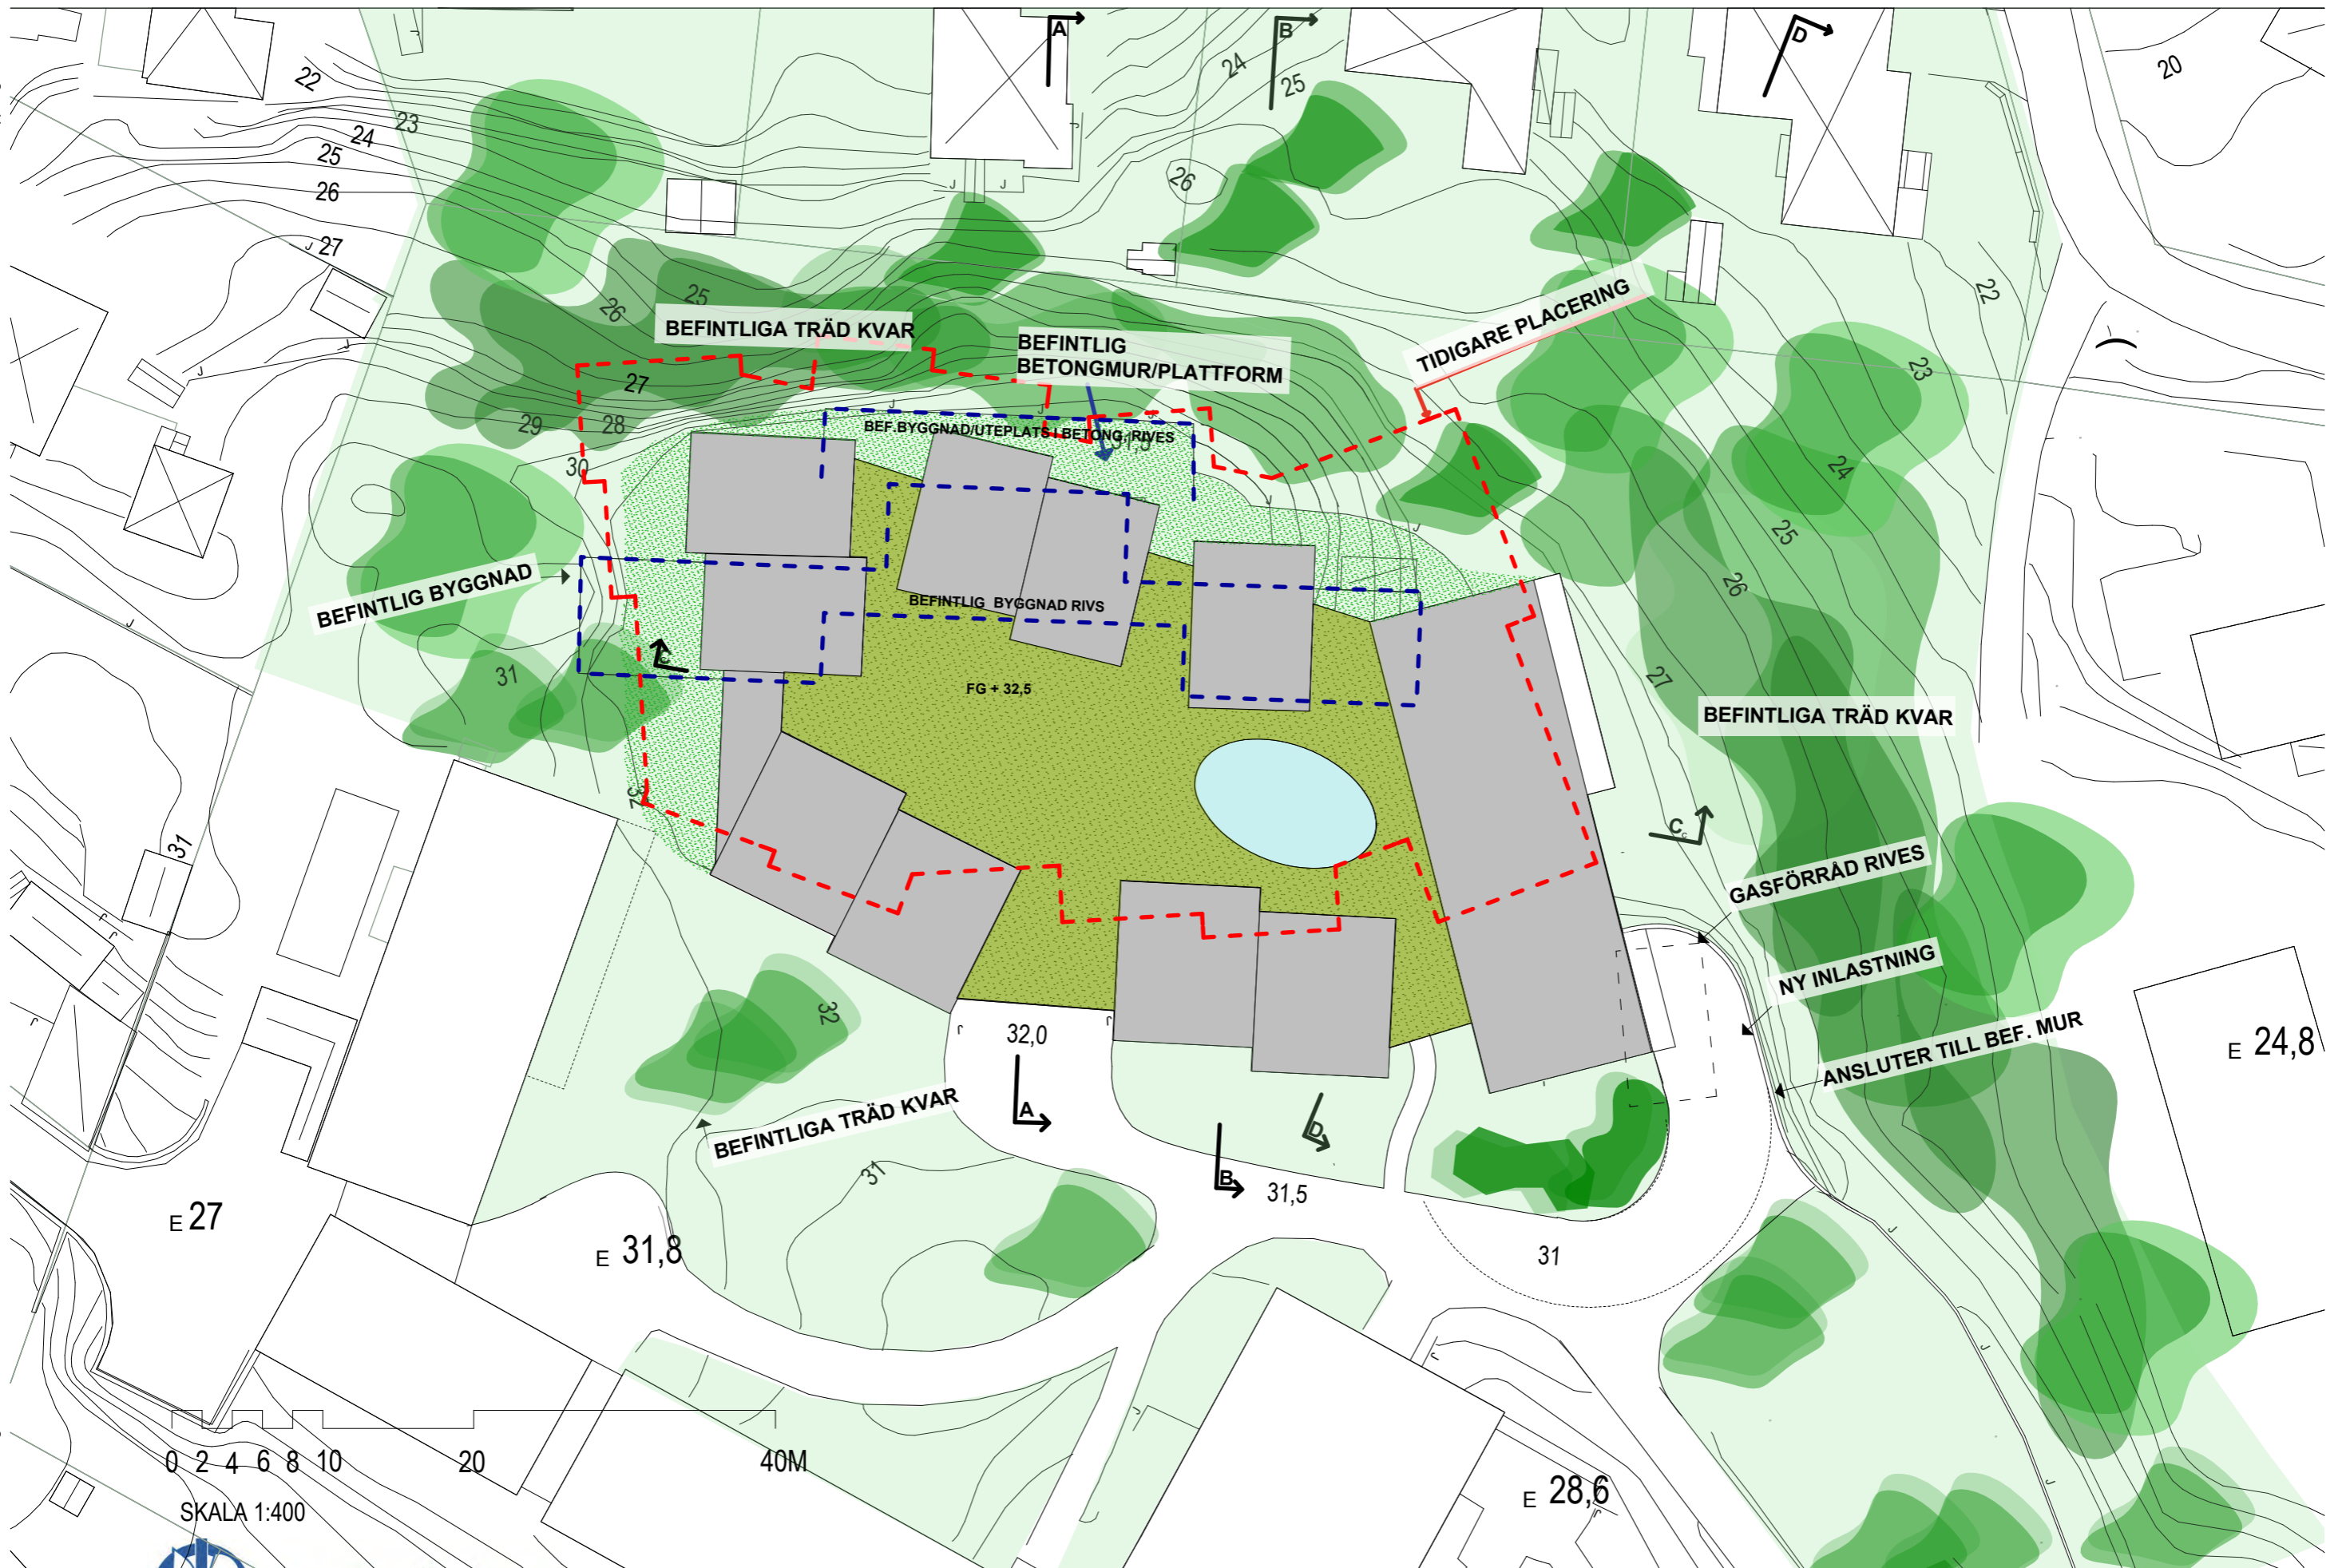 A
B
D
20
22
23
24
25
26
27
24
25
26
22
23
24
25
26
27
25
26
27
28
29
30
31
32
BEFINTLIGA TRÄD KVAR
BEFINTLIG
BETONGMUR/PLATTFORM
TIDIGARE PLACERING
BEF.BYGGNAD/UTEPLATS I BETONG, RIVES
BEFINTLIG BYGGNAD
BEFINTLIG BYGGNAD RIVS
C
FG + 32,5
BEFINTLIGA TRÄD KVAR
C
C
GASFÖRRÅD RIVES
NY INLASTNING
ANSLUTER TILL BEF. MUR
E 24,8
31
32
32,0
A
BEFINTLIGA TRÄD KVAR
31
D
B
31,5
31
E 27
E 31,8
0 2 4 6 8 10 20 40M
SKALA 1:400
E 28,6